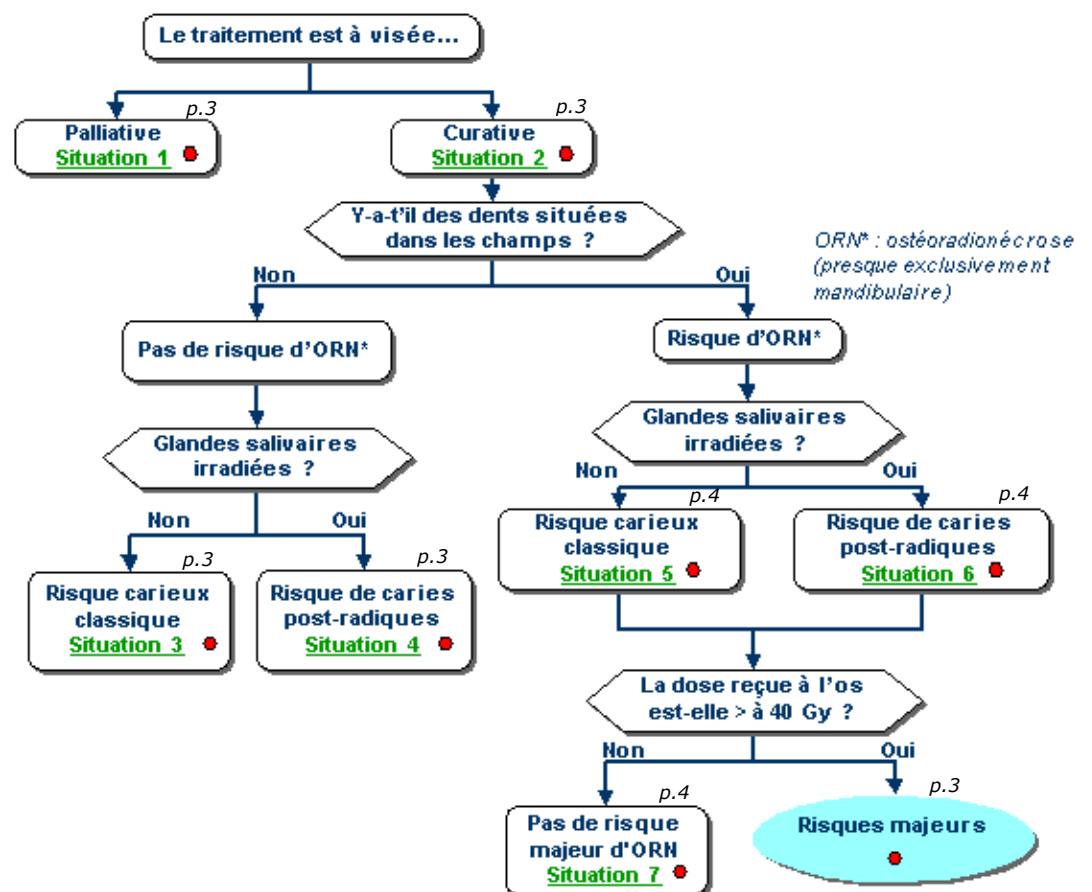 Le traitement est à visée...
p.3
Palliative
Situation 1
p.3
Curative
Situation 2
Y-a-t'il des dents situées
dans les champs ?
ORN* : ostéoradionécrose
(presque exclusivement
mandibulaire)
Non
Oui
Pas de risque d'ORN*
Risque d'ORN*
Glandes salivaires
irradiées ?
Glandes salivaires
irradiées ?
Non
Oui
p.3
Risque carieux
classique
Situation 3
p.3
Risque de caries
post-radiques
Situation 4
Non
Oui
p.4
Risque carieux
classique
Situation 5
p.4
Risque de caries
post-radiques
Situation 6
La dose reçue à l'os
est-elle > à 40 Gy ?
Non
Oui
p.4
Pas de risque
majeur d'ORN
Situation 7
p.3
Risques majeurs